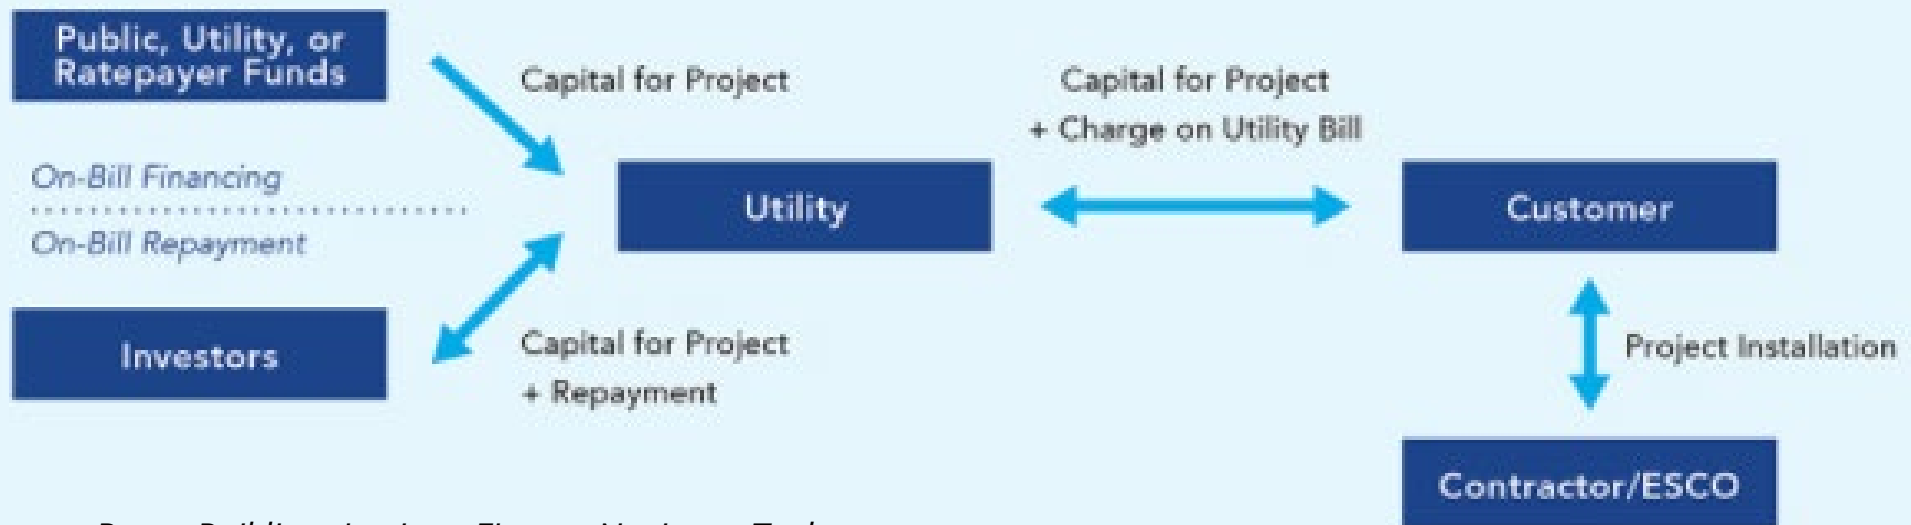 Public, Utility, or
Ratepayer Funds
Capital for Project
Capital for Project
+ Charge on Utility Bill
On-Bill Financing
On-Bill Repayment
Utility
Customer
Investors
Capital for Project
+ Repayment
Project Installation
Contractor/ESCO